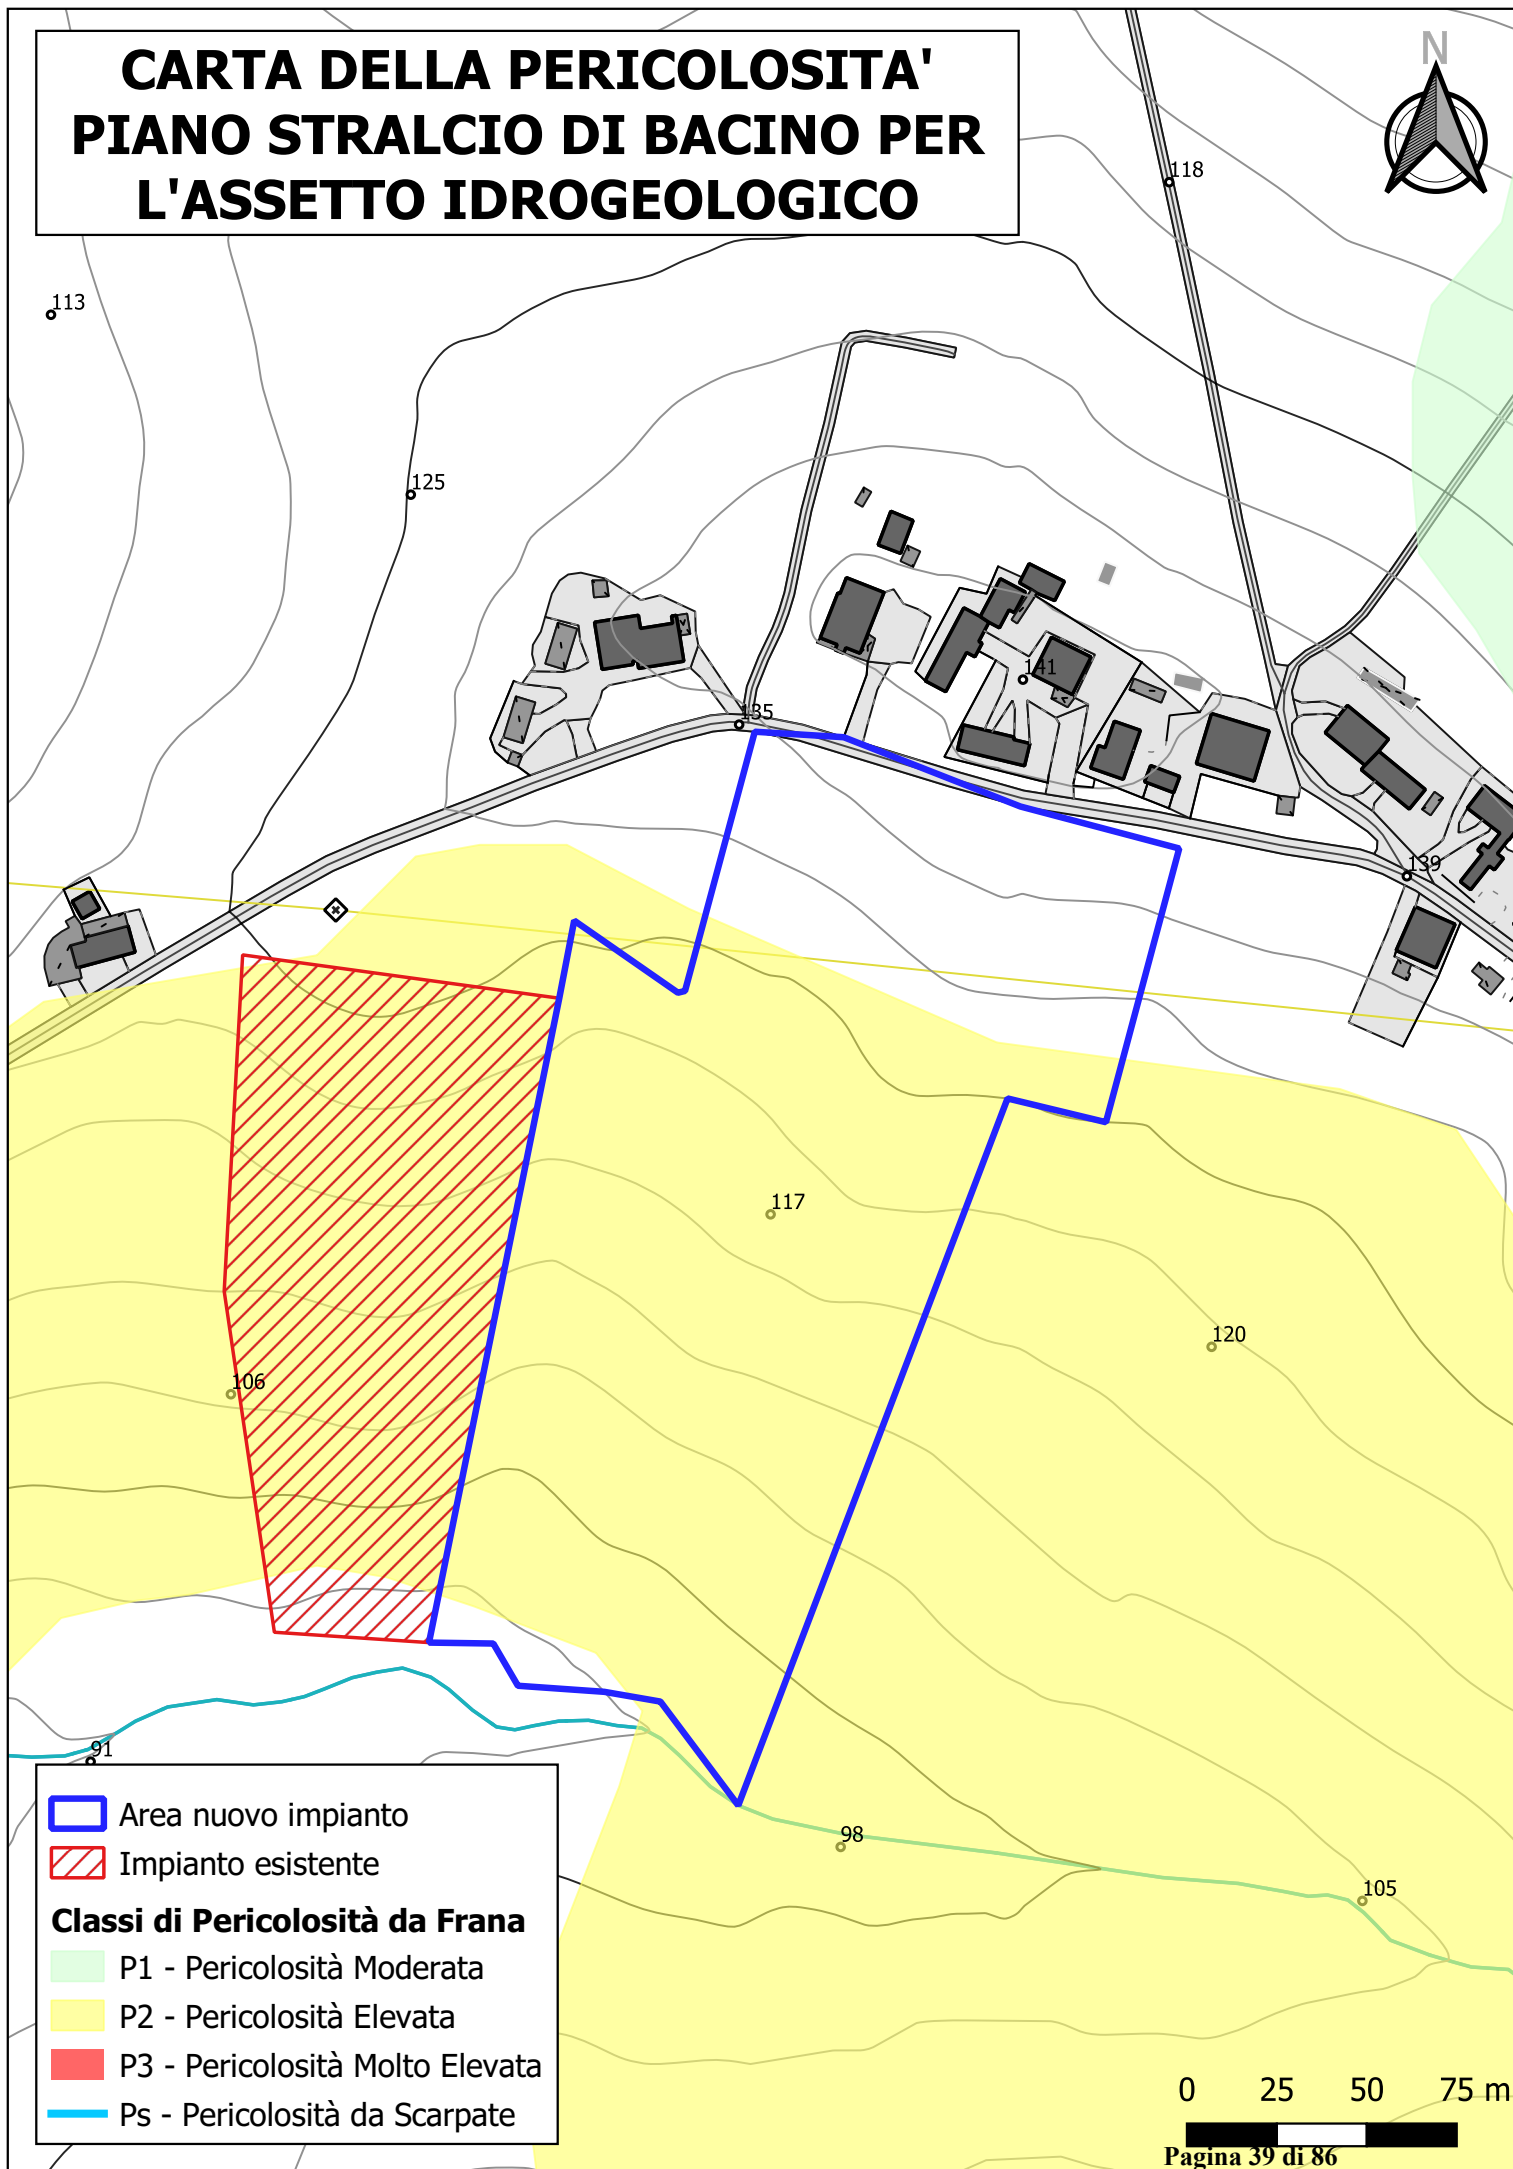 CARTA DELLA PERICOLOSITA'
PIANO STRALCIO DI BACINO PER
L'ASSETTO IDROGEOLOGICO
N
118
113
125
141
135
139
117
120
106
91
98
105
Area nuovo impianto
Impianto esistente
Classi di Pericolosità da Frana
P1 - Pericolosità Moderata
P2 - Pericolosità Elevata
P3 - Pericolosità Molto Elevata
Ps - Pericolosità da Scarpate
0 25 50 75 m
Pagina 39 di 86